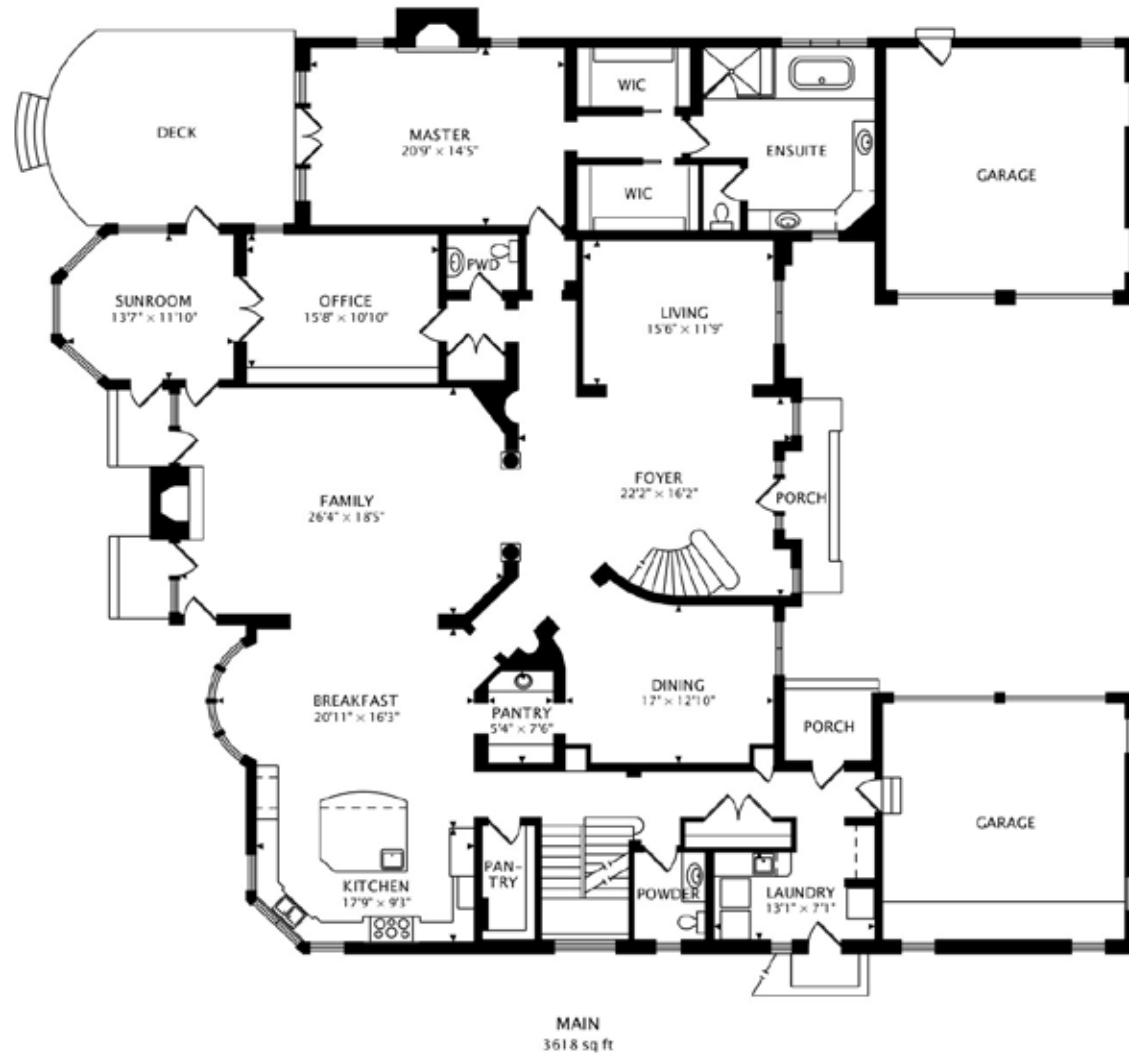 DECK
MASTER
20'9" × 14'5"
WIC
WIC
ENSUITE
GARAGE
SUNROOM
13'7" × 11'10"
OFFICE
15'8" × 10'10"
PWD
LIVING
15'6" × 11'9"
FAMILY
26'4" × 18'5"
FOYER
22'2" × 16'2"
PORCH
BREAKFAST
20'11" × 16'3"
PANTRY
5'4" × 7'6"
DINING
17' × 12'10"
PORCH
GARAGE
KITCHEN
17'9" × 9'3"
PAN-
TRY
POWDER
LAUNDRY
13'1" × 7'1"
MAIN
3618 sq ft